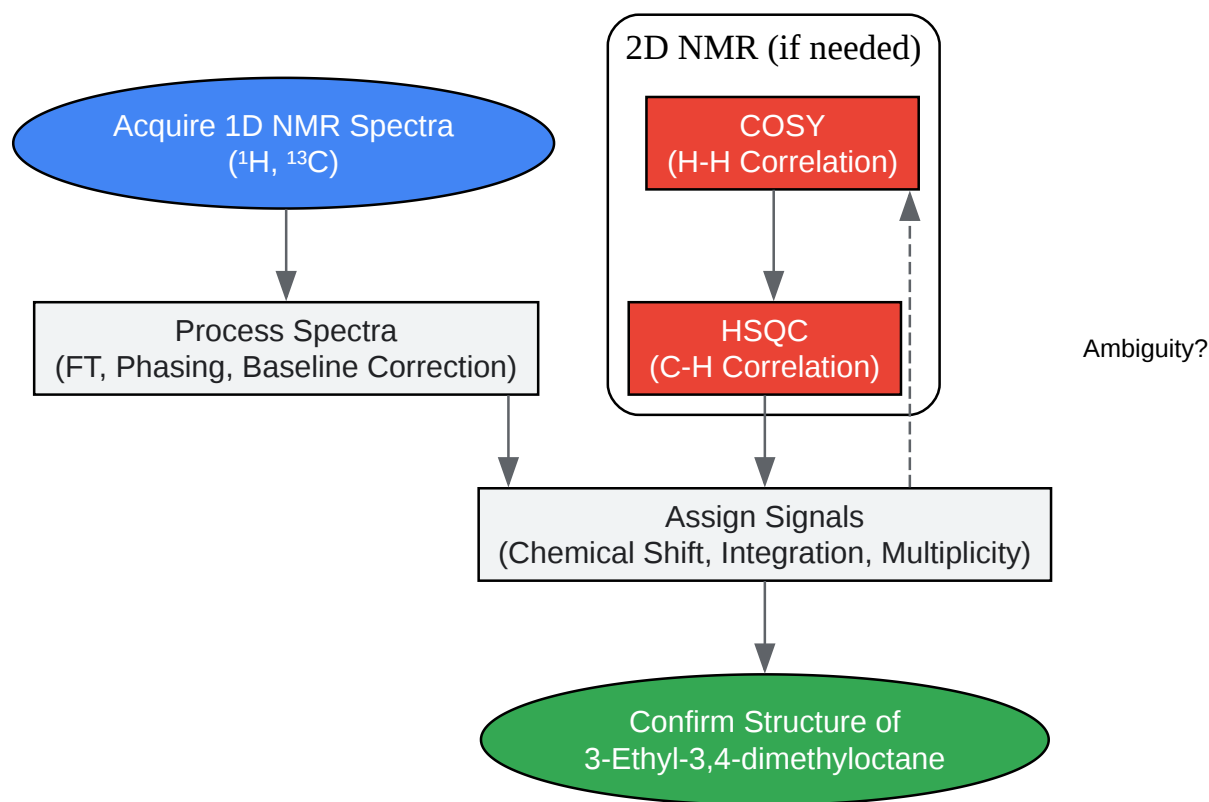 2D NMR (if needed)
Acquire 1D NMR Spectra
(¹H, ¹³C)
COSY
(H-H Correlation)
Process Spectra
(FT, Phasing, Baseline Correction)
HSQC
(C-H Correlation)
Ambiguity?
Assign Signals
(Chemical Shift, Integration, Multiplicity)
Confirm Structure of
3-Ethyl-3,4-dimethyloctane